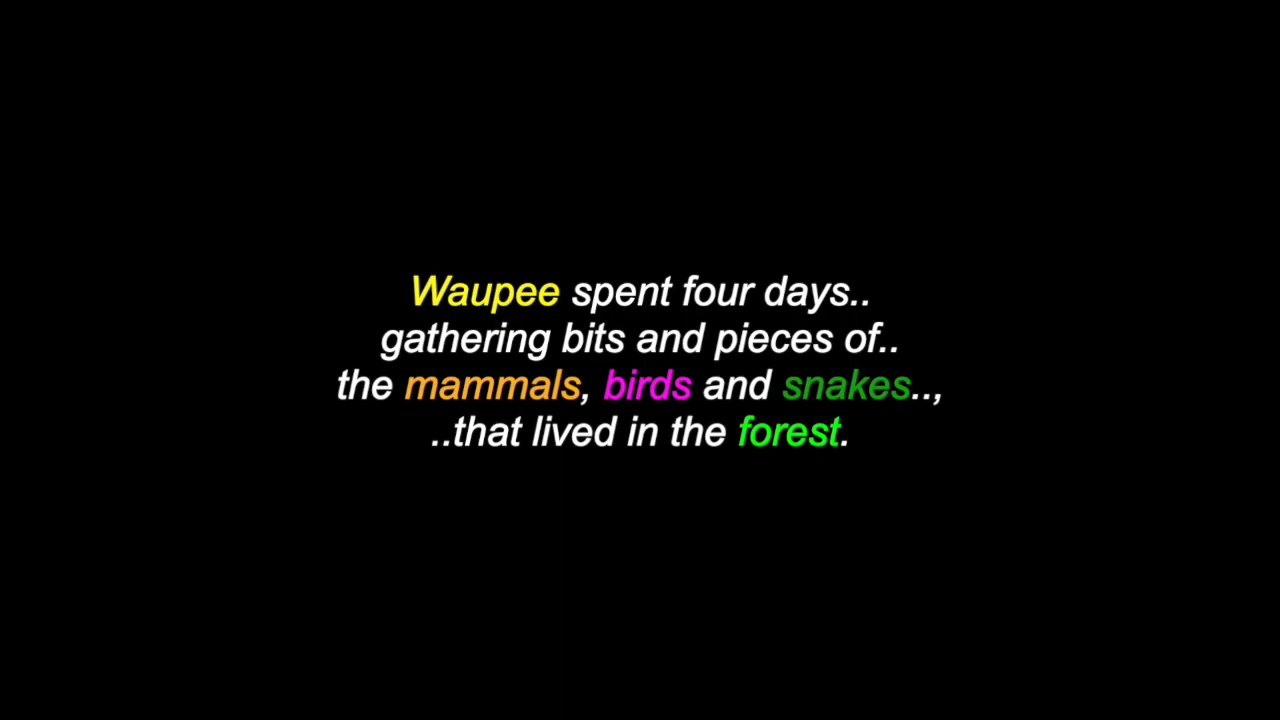 Waupee spent four days..
gathering bits and pieces of..
the mammals, birds and snakes..,
..that lived in the forest.